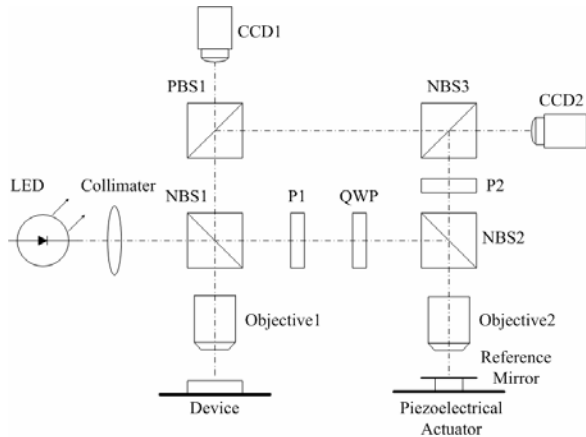 CCD1
PBS1
NBS3
CCD2
LED
Collimater
NBS1
P1
QWP
P2
NBS2
Objective1
Objective2
Reference
Mirror
Device
Piezoelectrical
Actuator